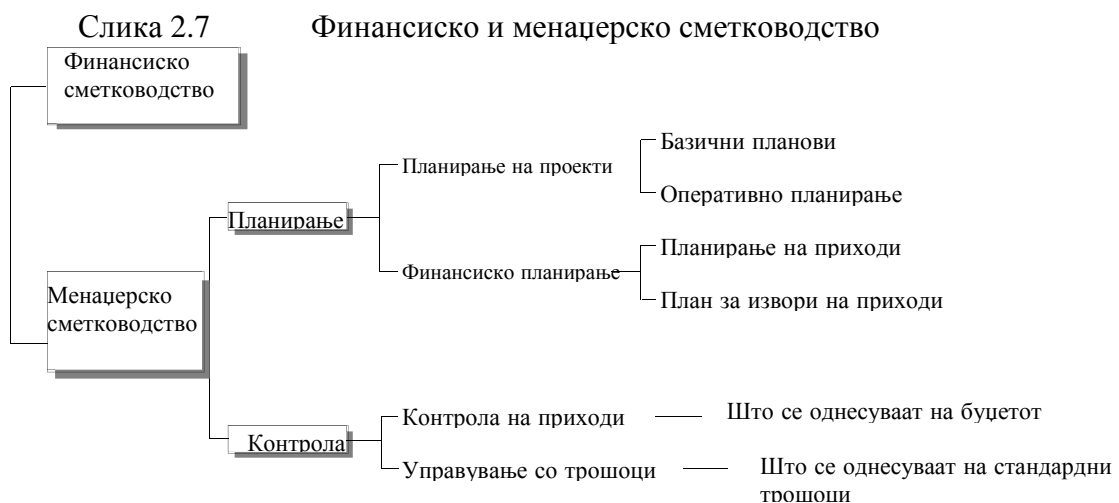 Слика 2.7 Финансиско и менаџерско сметководство
Финансиско
сметководство
Базични планови
Планирање на проекти
Оперативно планирање
Планирање
Планирање на приходи
Финансиско планирање
План за извори на приходи
Менаџерско
сметководство
Контрола на приходи
Што се однесуваат на буџетот
Контрола
Управување со трошоци
Што се однесуваат на стандардни
трошоци